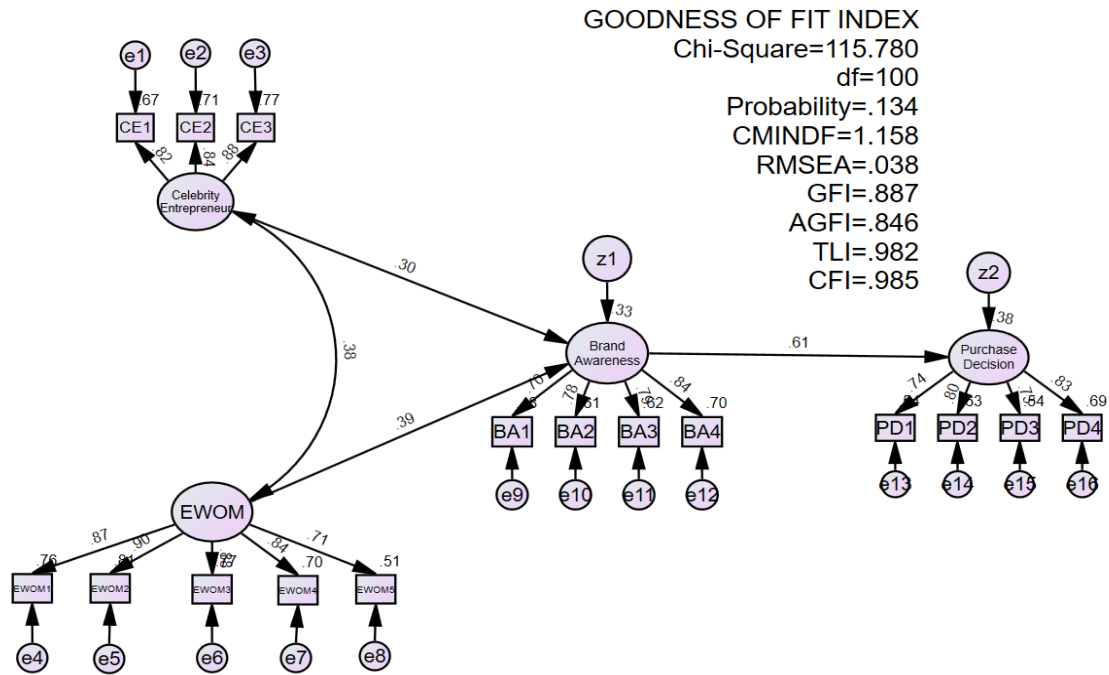 GOODNESS OF FIT INDEX
Chi-Square=115.780
df=100
Probability=.134
CMINDF=1.158
RMSEA=.038
GFI=.887
AGFI=.846
TLI=.982
CFI=.985
e1
e2
e3
.67
.71
.77
CE1
CE2
CE3
.82
.84
.88
Celebrity
Entrepreneur
.30
.38
.39
z1
.33
Brand
Awareness
.61
z2
.38
Purchase
Decision
.70
.78
.84
.61
.62
.70
BA1
BA2
BA3
BA4
e9
e10
e11
e12
.74
.80
.83
.64
.69
PD1
PD2
PD3
PD4
e13
e14
e15
e16
EWOM
.87
.90
.84
.71
.76
.81
.70
.51
EWOM1
EWOM2
EWOM3
EWOM4
EWOM5
e4
e5
e6
e7
e8